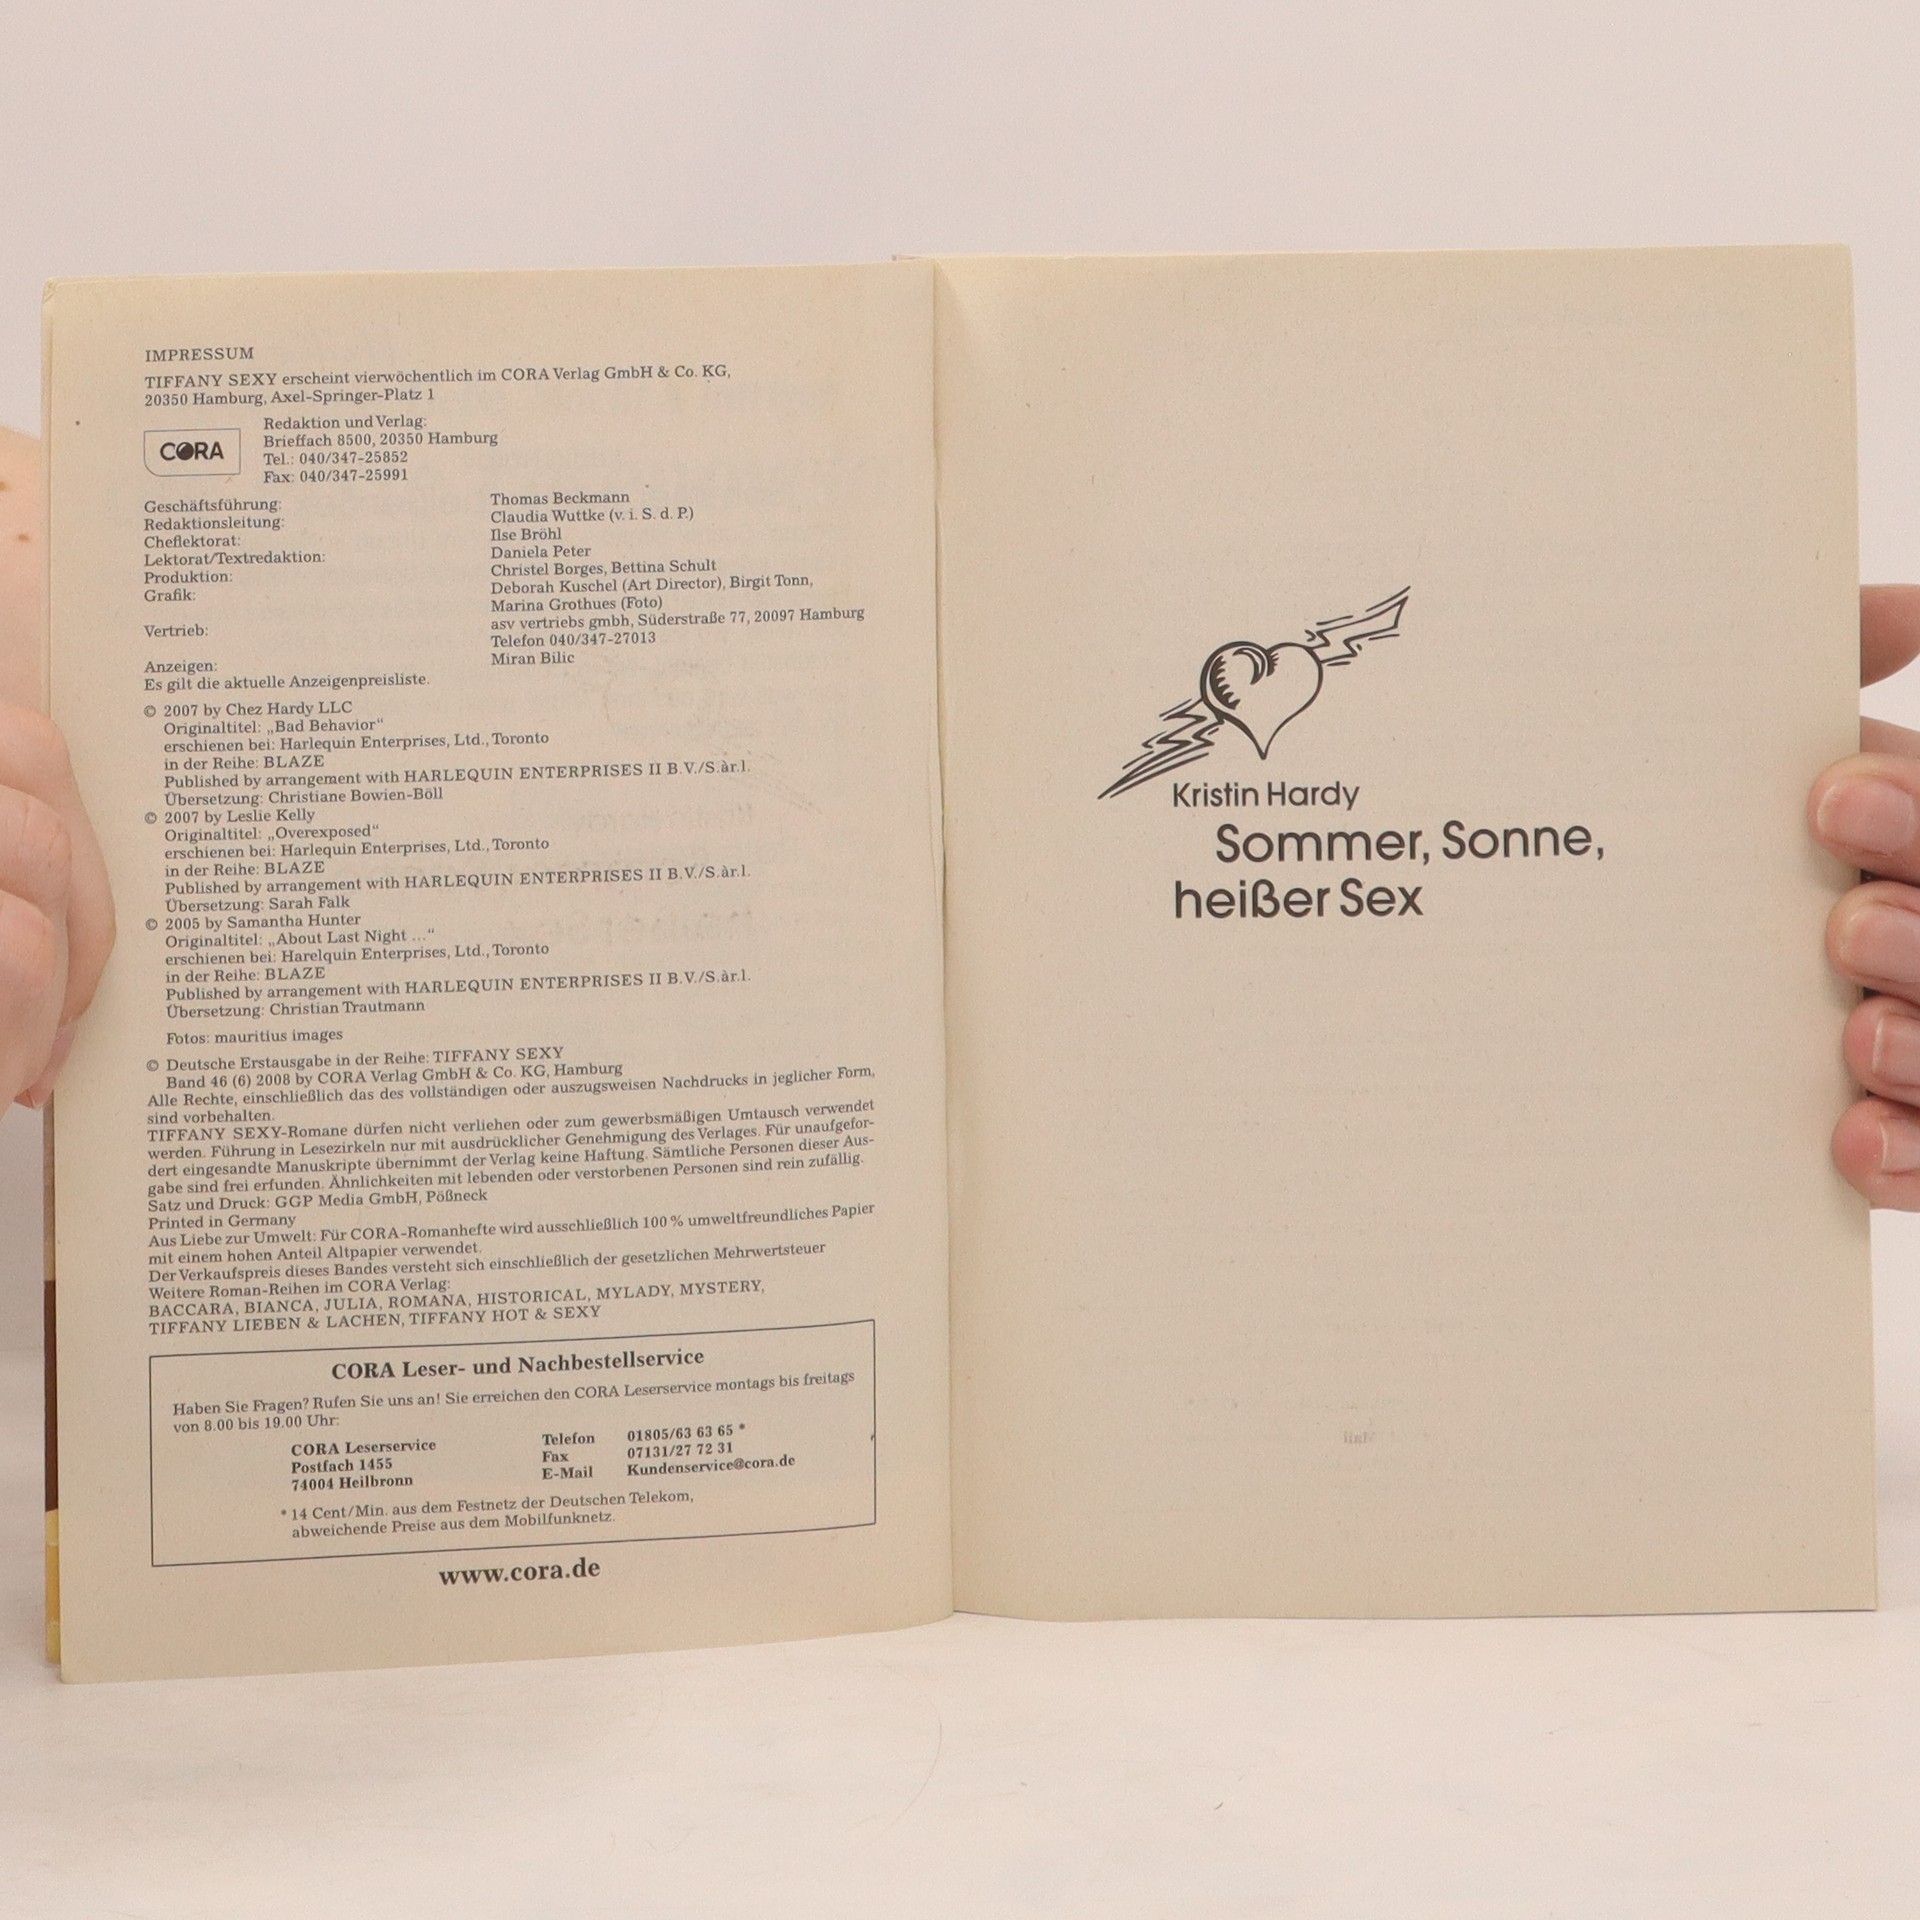 IMPRESSUM
TIFFANY SEXY erscheint vierwöchentlich im CORA Verlag GmbH & Co. KG,
20350 Hamburg, Axel-Springer-Platz 1
CORA
Redaktion und Verlag:
Brieffach 8500, 20350 Hamburg
Tel.: 040/347-25852
Fax: 040/347-25991
Geschäftsführung: Thomas Beckmann
Redaktionsleitung: Claudia Wuttke (v. i. S. d. P.)
Cheflektorat: Ilse Bröhl
Lektorat/Textredaktion: Daniela Peter
Produktion: Christel Borges, Bettina Schult
Grafik: Deborah Kuschel (Art Director), Birgit Tonn,
Marina Grothues (Foto)
Vertrieb: asv vertriebs gmbh, Süderstraße 77, 20097 Hamburg
Telefon 040/347-27013
Anzeigen: Miran Bilic
Es gilt die aktuelle Anzeigenpreisliste.
© 2007 by Chez Hardy LLC
Originaltitel: „Bad Behavior“
erschienen bei: Harlequin Enterprises, Ltd., Toronto
in der Reihe: BLAZE
Published by arrangement with HARLEQUIN ENTERPRISES II B.V./S.àr.l.
Übersetzung: Christiane Bowien-Böll
© 2007 by Leslie Kelly
Originaltitel: „Overexposed“
erschienen bei: Harlequin Enterprises, Ltd., Toronto
in der Reihe: BLAZE
Published by arrangement with HARLEQUIN ENTERPRISES II B.V./S.àr.l.
Übersetzung: Sarah Falk
© 2005 by Samantha Hunter
Originaltitel: „About Last Night ...“
erschienen bei: Harelquin Enterprises, Ltd., Toronto
in der Reihe: BLAZE
Published by arrangement with HARLEQUIN ENTERPRISES II B.V./S.àr.l.
Übersetzung: Christian Trautmann
Fotos: mauritius images
© Deutsche Erstausgabe in der Reihe: TIFFANY SEXY
Band 46 (6) 2008 by CORA Verlag GmbH & Co. KG, Hamburg
Alle Rechte, einschließlich das des vollständigen oder auszugsweisen Nachdrucks in jeglicher Form,
sind vorbehalten.
TIFFANY SEXY-Romane dürfen nicht verliehen oder zum gewerbsmäßigen Umtausch verwendet
werden. Führung in Lesezirkeln nur mit ausdrücklicher Genehmigung des Verlages. Für unaufgefor-
dert eingesandte Manuskripte übernimmt der Verlag keine Haftung. Sämtliche Personen dieser Aus-
gabe sind frei erfunden. Ähnlichkeiten mit lebenden oder verstorbenen Personen sind rein zufällig.
Satz und Druck: GGP Media GmbH, Pößneck
Printed in Germany
Aus Liebe zur Umwelt: Für CORA-Romanhefte wird ausschließlich 100 % umweltfreundliches Papier
mit einem hohen Anteil Altpapier verwendet.
Der Verkaufspreis dieses Bandes versteht sich einschließlich der gesetzlichen Mehrwertsteuer
Weitere Roman-Reihen im CORA Verlag:
BACCARA, BIANCA, JULIA, ROMANA, HISTORICAL, MYLADY, MYSTERY,
TIFFANY LIEBEN & LACHEN, TIFFANY HOT & SEXY
CORA Leser- und Nachbestellservice
Haben Sie Fragen? Rufen Sie uns an! Sie erreichen den CORA Leserservice montags bis freitags
von 8.00 bis 19.00 Uhr:
CORA Leserservice Telefon 01805/63 63 65 *
Postfach 1455 Fax 07131/27 72 31
74004 Heilbronn E-Mail Kundenservice@cora.de
* 14 Cent/Min. aus dem Festnetz der Deutschen Telekom,
abweichende Preise aus dem Mobilfunknetz.
www.cora.de
Kristin Hardy
Sommer, Sonne,
heißer Sex